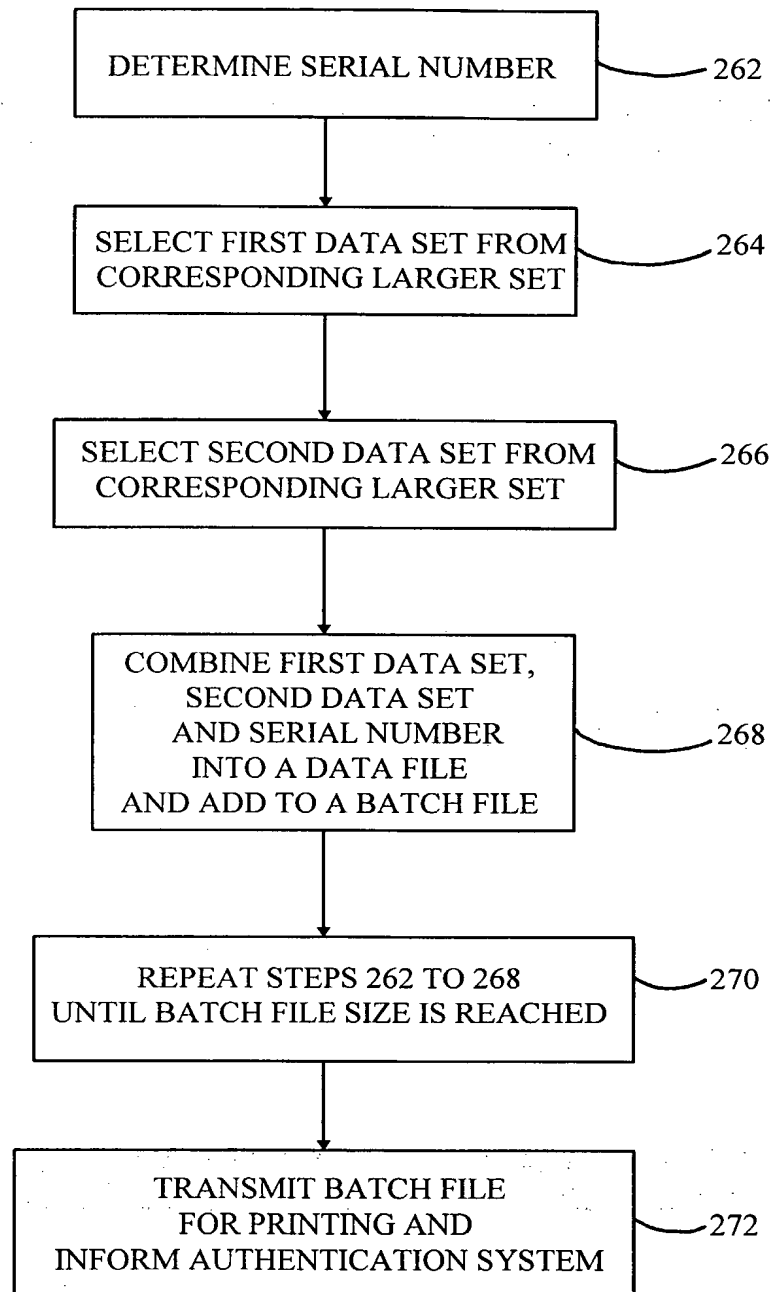 DETERMINE SERIAL NUMBER
262
SELECT FIRST DATA SET FROM
CORRESPONDING LARGER SET
264
SELECT SECOND DATA SET FROM
CORRESPONDING LARGER SET
266
COMBINE FIRST DATA SET,
SECOND DATA SET
AND SERIAL NUMBER
INTO A DATA FILE
AND ADD TO A BATCH FILE
268
REPEAT STEPS 262 TO 268
UNTIL BATCH FILE SIZE IS REACHED
270
TRANSMIT BATCH FILE
FOR PRINTING AND
INFORM AUTHENTICATION SYSTEM
272